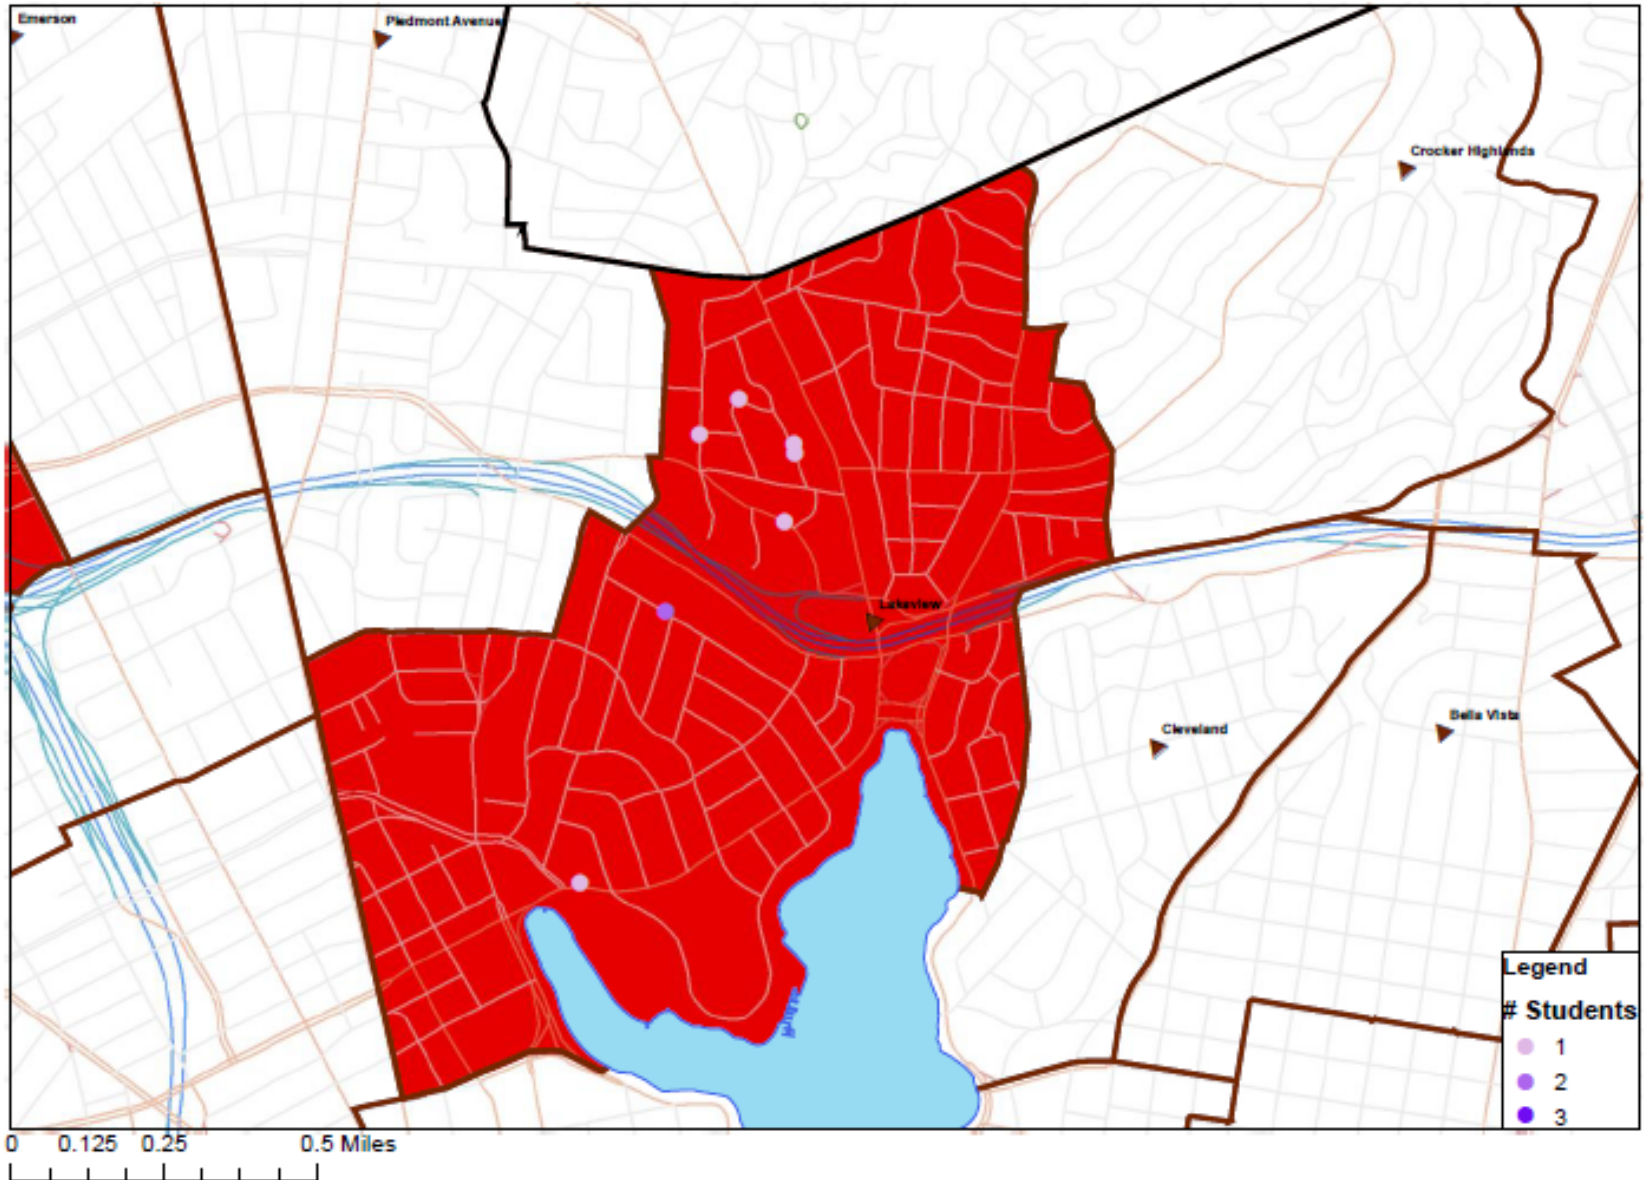 Emerson
Piedmont Avenue
Crocker Highlands
Lakeview
Bella Vista
Cleveland
Legend
# Students
1
2
3
0 0.125 0.25 0.5 Miles